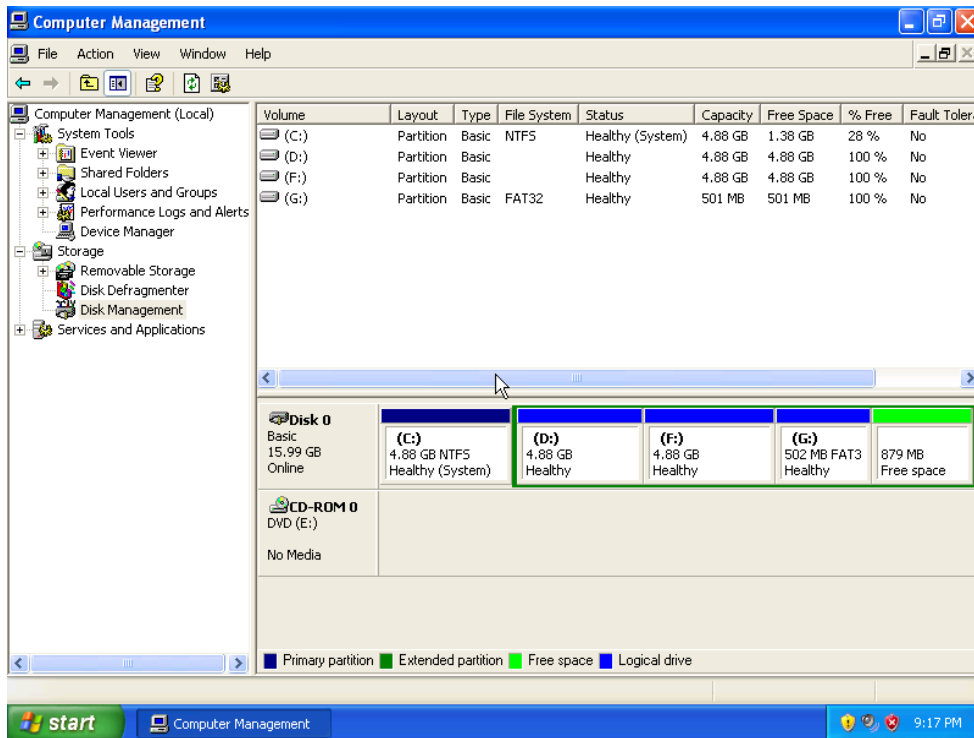 Computer Management
File Action View Window Help
Computer Management (Local)
System Tools
Event Viewer
Shared Folders
Local Users and Groups
Performance Logs and Alerts
Device Manager
Storage
Removable Storage
Disk Defragmenter
Disk Management
Services and Applications
Volume Layout Type File System Status Capacity Free Space % Free Fault Toler
(C:) Partition Basic NTFS Healthy (System) 4.88 GB 1.38 GB 28 % No
(D:) Partition Basic Healthy 4.88 GB 4.88 GB 100 % No
(F:) Partition Basic Healthy 4.88 GB 4.88 GB 100 % No
(G:) Partition Basic FAT32 Healthy 501 MB 501 MB 100 % No
Disk 0
Basic
15.99 GB
Online
(C:)
4.88 GB NTFS
Healthy (System)
(D:)
4.88 GB
Healthy
(F:)
4.88 GB
Healthy
(G:)
502 MB FAT3
Healthy
879 MB
Free space
CD-ROM 0
DVD (E:)
No Media
Primary partition Extended partition Free space Logical drive
start Computer Management 9:17 PM